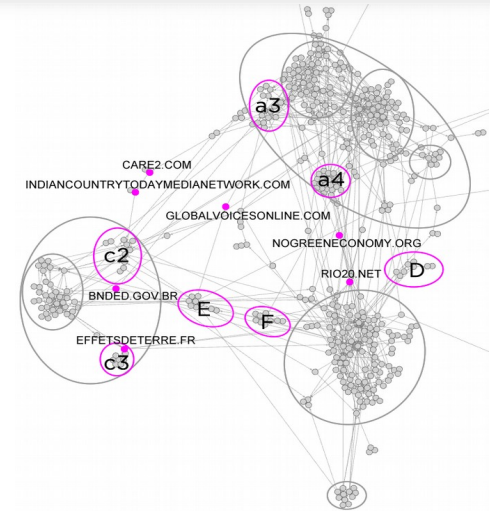 a3
CARE2.COM
INDIANCOUNTRYTODAYMEDIANETWORK.COM
a4
GLOBALVOICESONLINE.COM
NOGREENECONOMY.ORG
c2
D
RIO20.NET
BNDED.GOV.BR
E
F
EFFETSDETERRE.FR
c3